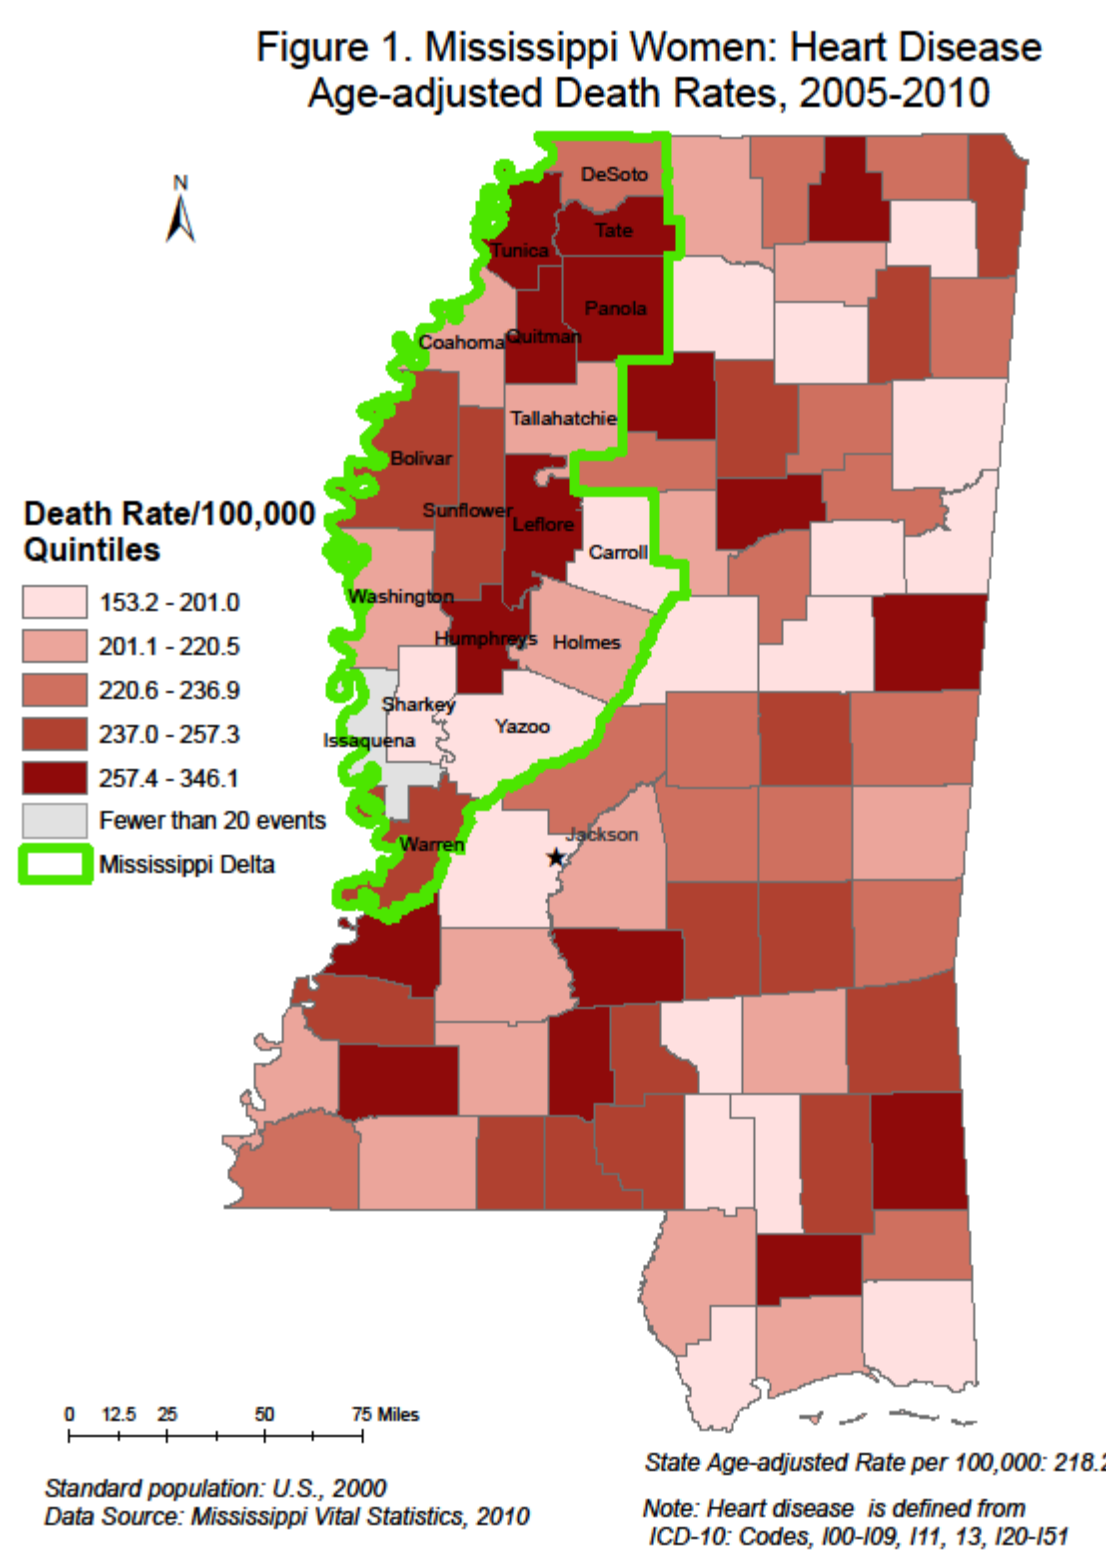 Figure 1. Mississippi Women: Heart Disease
Age-adjusted Death Rates, 2005-2010
N
DeSoto
Tate
Tunica
Panola
Quitman
Coahoma
Tallahatchie
Bolivar
Sunflower
Leflore
Carroll
Washington
Humphreys
Holmes
Sharkey
Yazoo
Issaquena
Warren
Jackson
Death Rate/100,000
Quintiles
153.2 - 201.0
201.1 - 220.5
220.6 - 236.9
237.0 - 257.3
257.4 - 346.1
Fewer than 20 events
Mississippi Delta
0 12.5 25 50 75 Miles
Standard population: U.S., 2000
Data Source: Mississippi Vital Statistics, 2010
State Age-adjusted Rate per 100,000: 218.2
Note: Heart disease is defined from
ICD-10: Codes, I00-I09, I11, 13, I20-I51